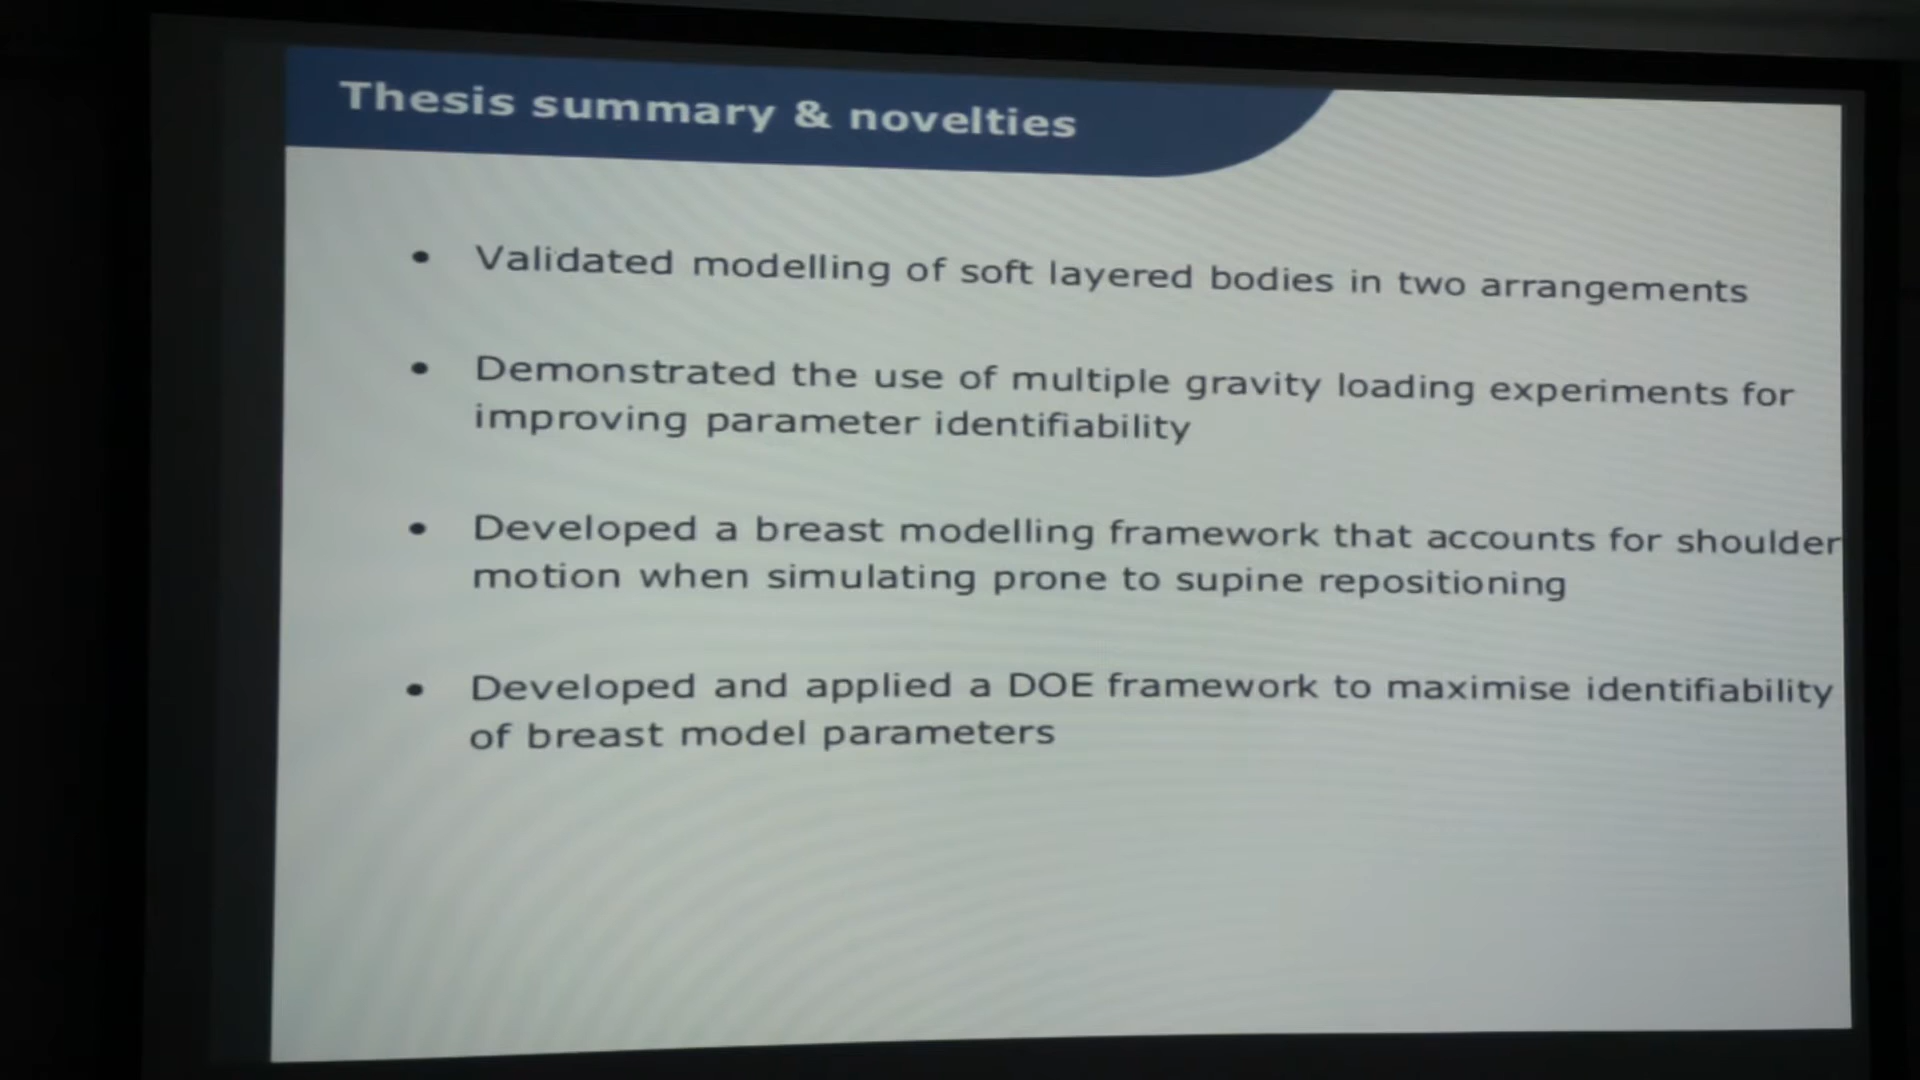 Thesis summary & novelties
• Validated modelling of soft layered bodies in two arrangements
• Demonstrated the use of multiple gravity loading experiments for
improving parameter identifiability
• Developed a breast modelling framework that accounts for shoulder
motion when simulating prone to supine repositioning
• Developed and applied a DOE framework to maximise identifiability
of breast model parameters